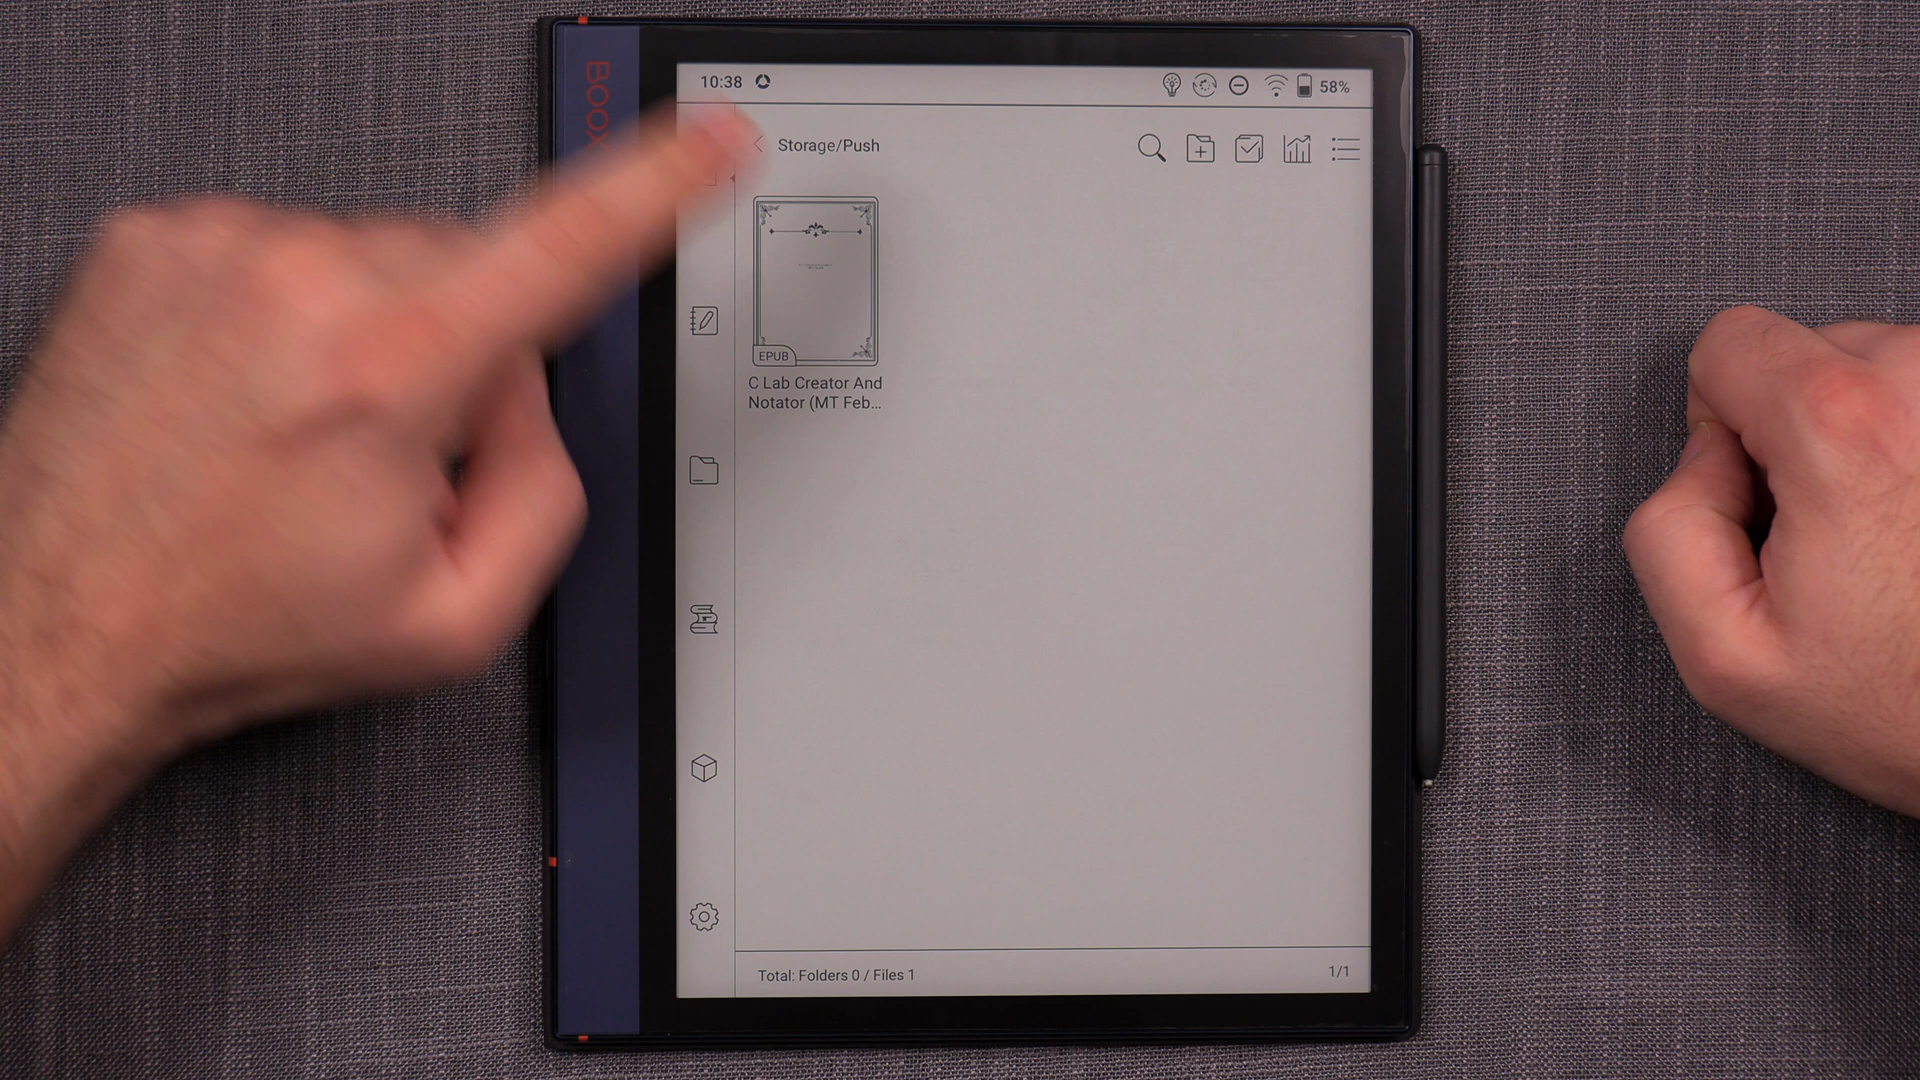 BOOX
10:38
58%
Storage/Push
EPUB
C Lab Creator And
Notator (MT Feb...
Total: Folders 0 / Files 1
1/1